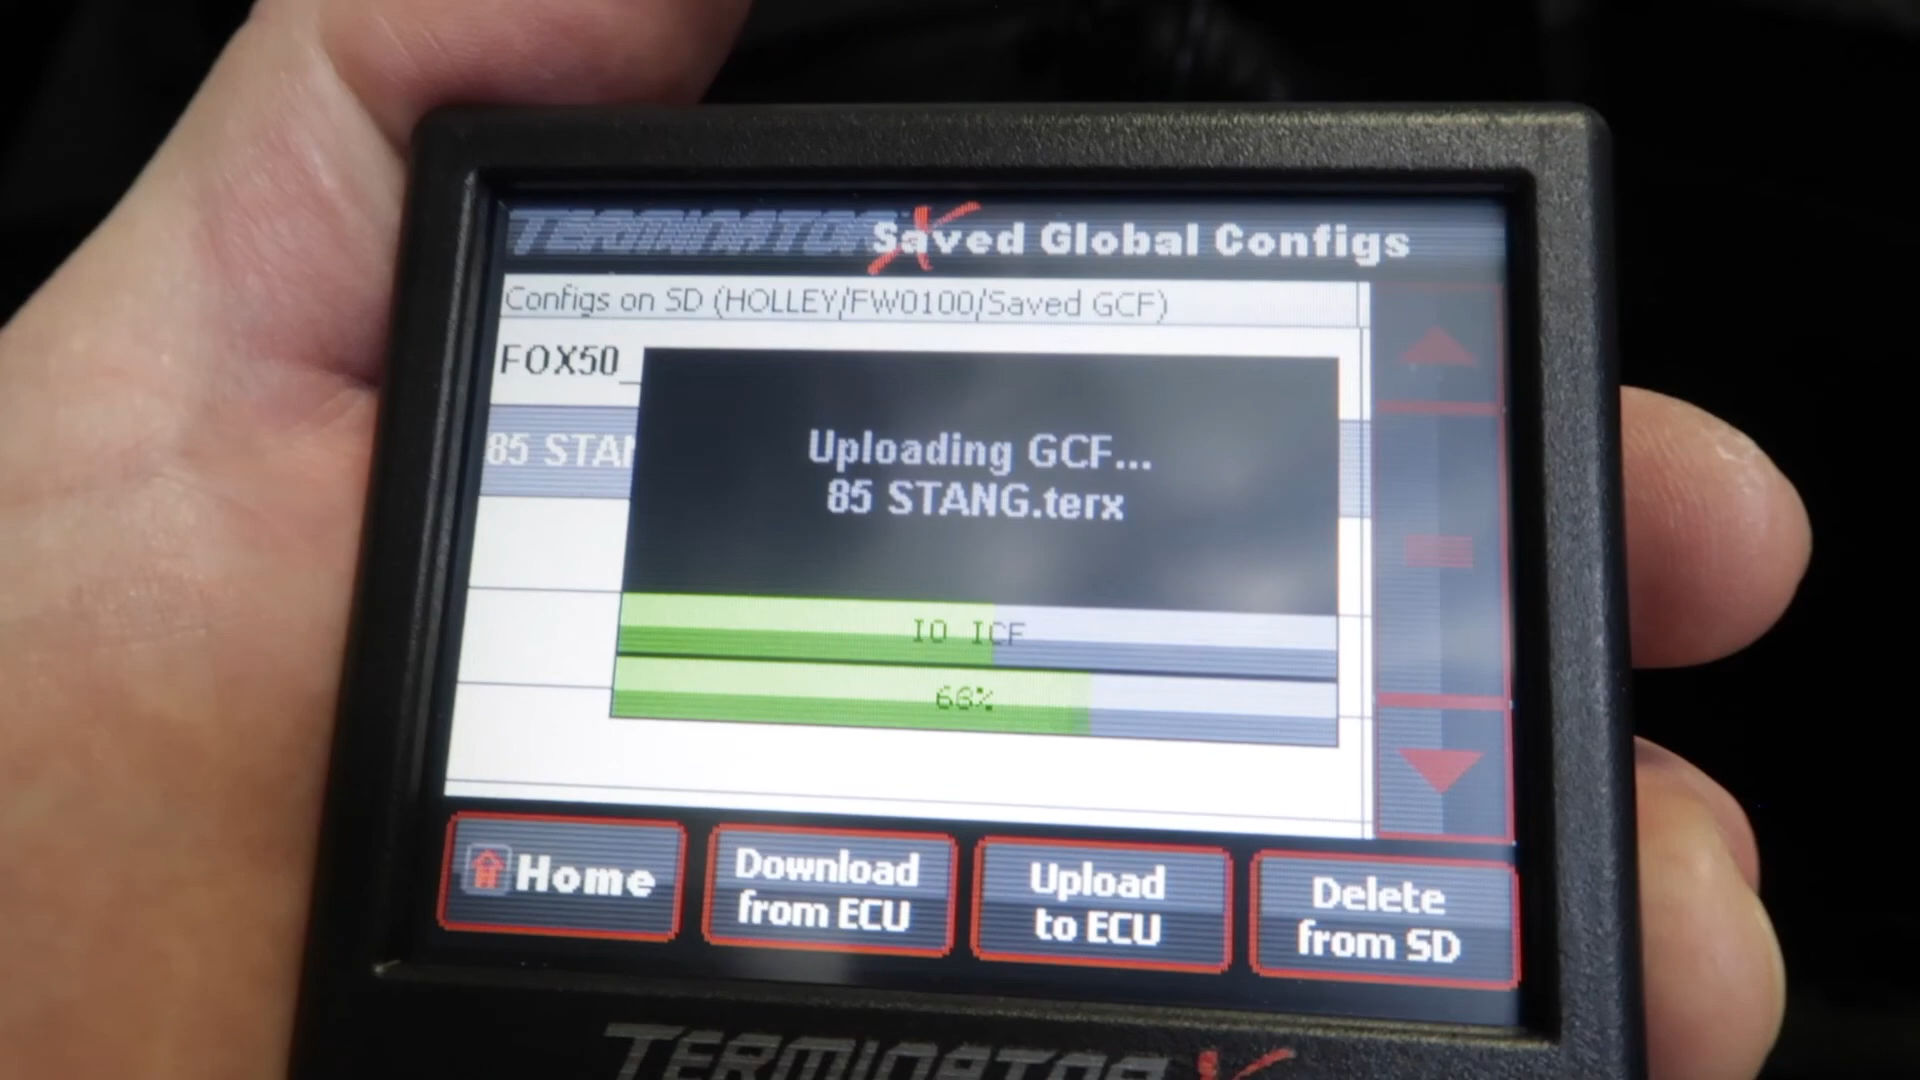 TERMINATOR X
Saved Global Configs
Configs on SD (HOLLEY/FW0100/Saved GCF)
FOX50_
85 STAN
Uploading GCF...
85 STANG.terx
IO ICF
66%
Home
Download
from ECU
Upload
to ECU
Delete
from SD
TERMINATOR X